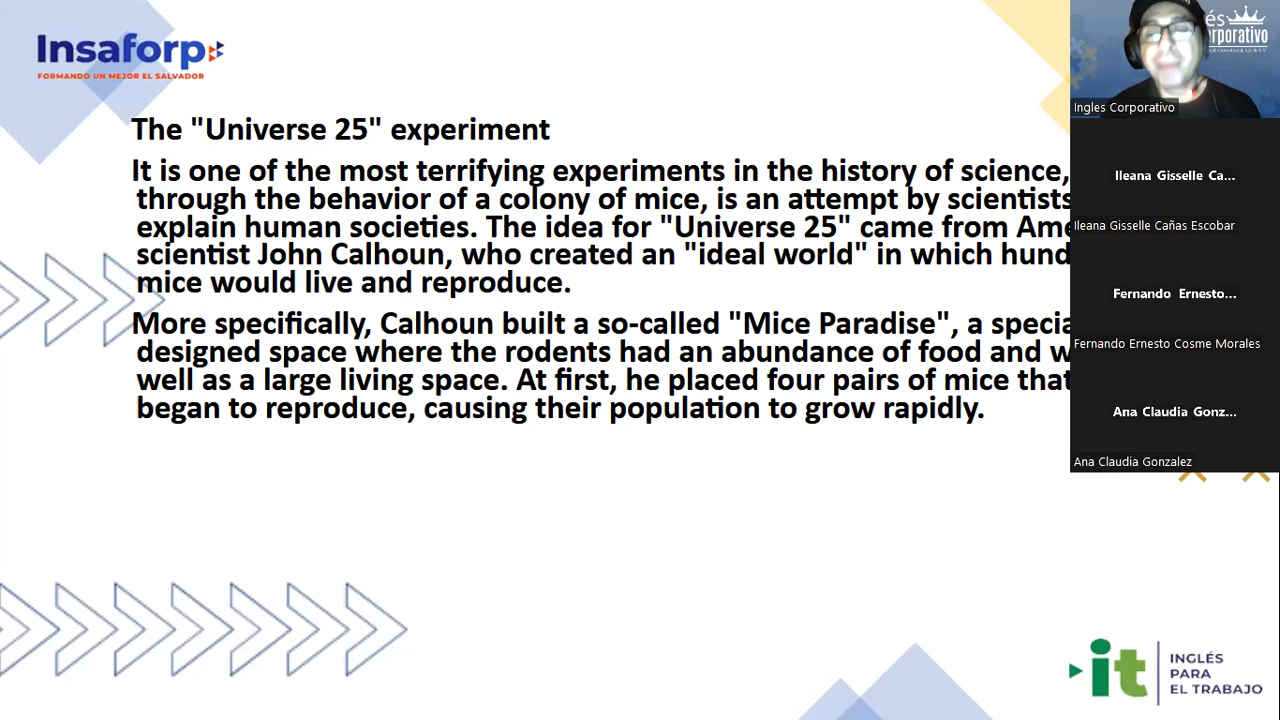 Insaforp
FORMANDO UN MEJOR EL SALVADOR
The "Universe 25" experiment
It is one of the most terrifying experiments in the history of science,
through the behavior of a colony of mice, is an attempt by scientists
explain human societies. The idea for "Universe 25" came from Ame
scientist John Calhoun, who created an "ideal world" in which hund
mice would live and reproduce.
More specifically, Calhoun built a so-called "Mice Paradise", a specia
designed space where the rodents had an abundance of food and w
well as a large living space. At first, he placed four pairs of mice that
began to reproduce, causing their population to grow rapidly.
és
rporativo
Ingles Corporativo
Ileana Gisselle Ca...
Ileana Gisselle Cañas Escobar
Fernando Ernesto...
Fernando Ernesto Cosme Morales
Ana Claudia Gonz...
Ana Claudia Gonzalez
it
INGLÉS
PARA
EL TRABAJO